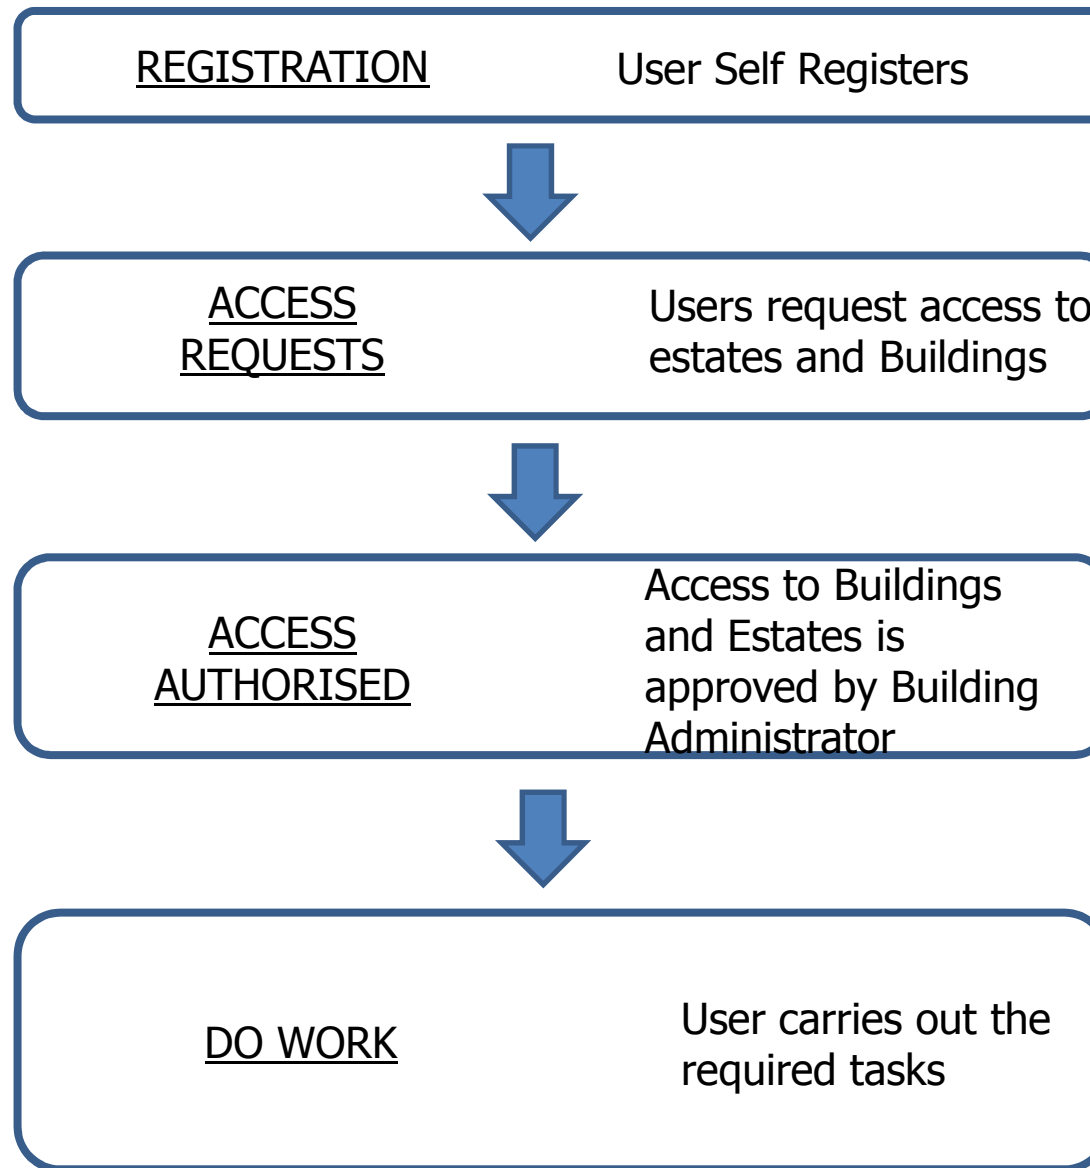 REGISTRATION User Self Registers
ACCESS
REQUESTS
Users request access to
estates and Buildings
ACCESS
AUTHORISED
Access to Buildings
and Estates is
approved by Building
Administrator
DO WORK
User carries out the
required tasks